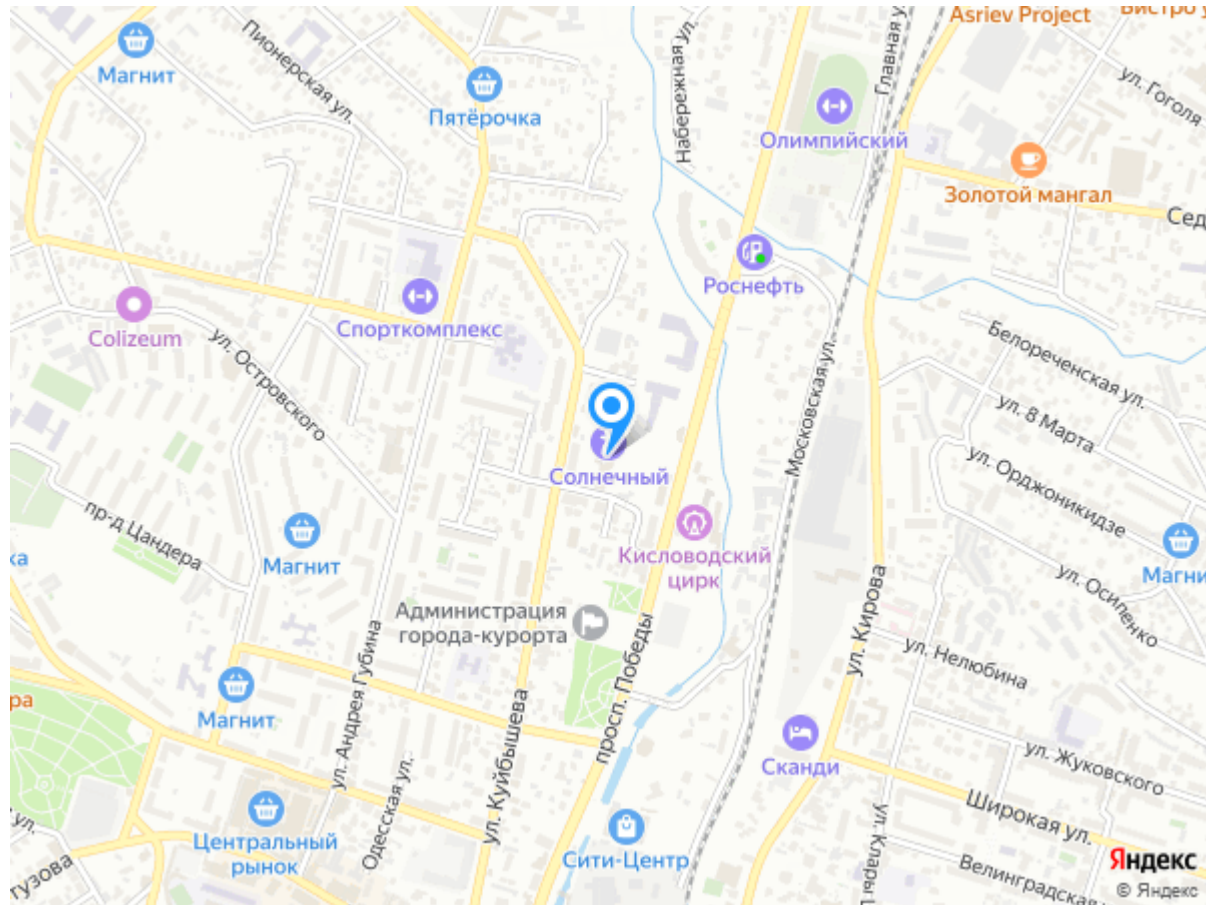 Asriev Project
Магнит
Пионерская ул.
Пятёрочка
Набережная ул.
Главная
Олимпийский
ул. Гоголя
Золотой мангал
Роснефть
Спорткомплекс
Colizeum
ул. Островского
Московская ул.
Белореченская ул.
ул. 8 Марта
ул. Орджоникидзе
Солнечный
пр-д Цандера
Магнит
Кисловодский
цирк
ул. Осипенко
Администрация
города-курорта
просп. Победы
ул. Кирова
ул. Нелюбина
Магнит
ул. Андрея Губина
ул. Куйбышева
Одесская ул.
Сканди
ул. Жуковского
Широкая ул.
Центральный
рынок
Сити-Центр
ул. Клары
Велинградская
Яндекс
© Яндекс